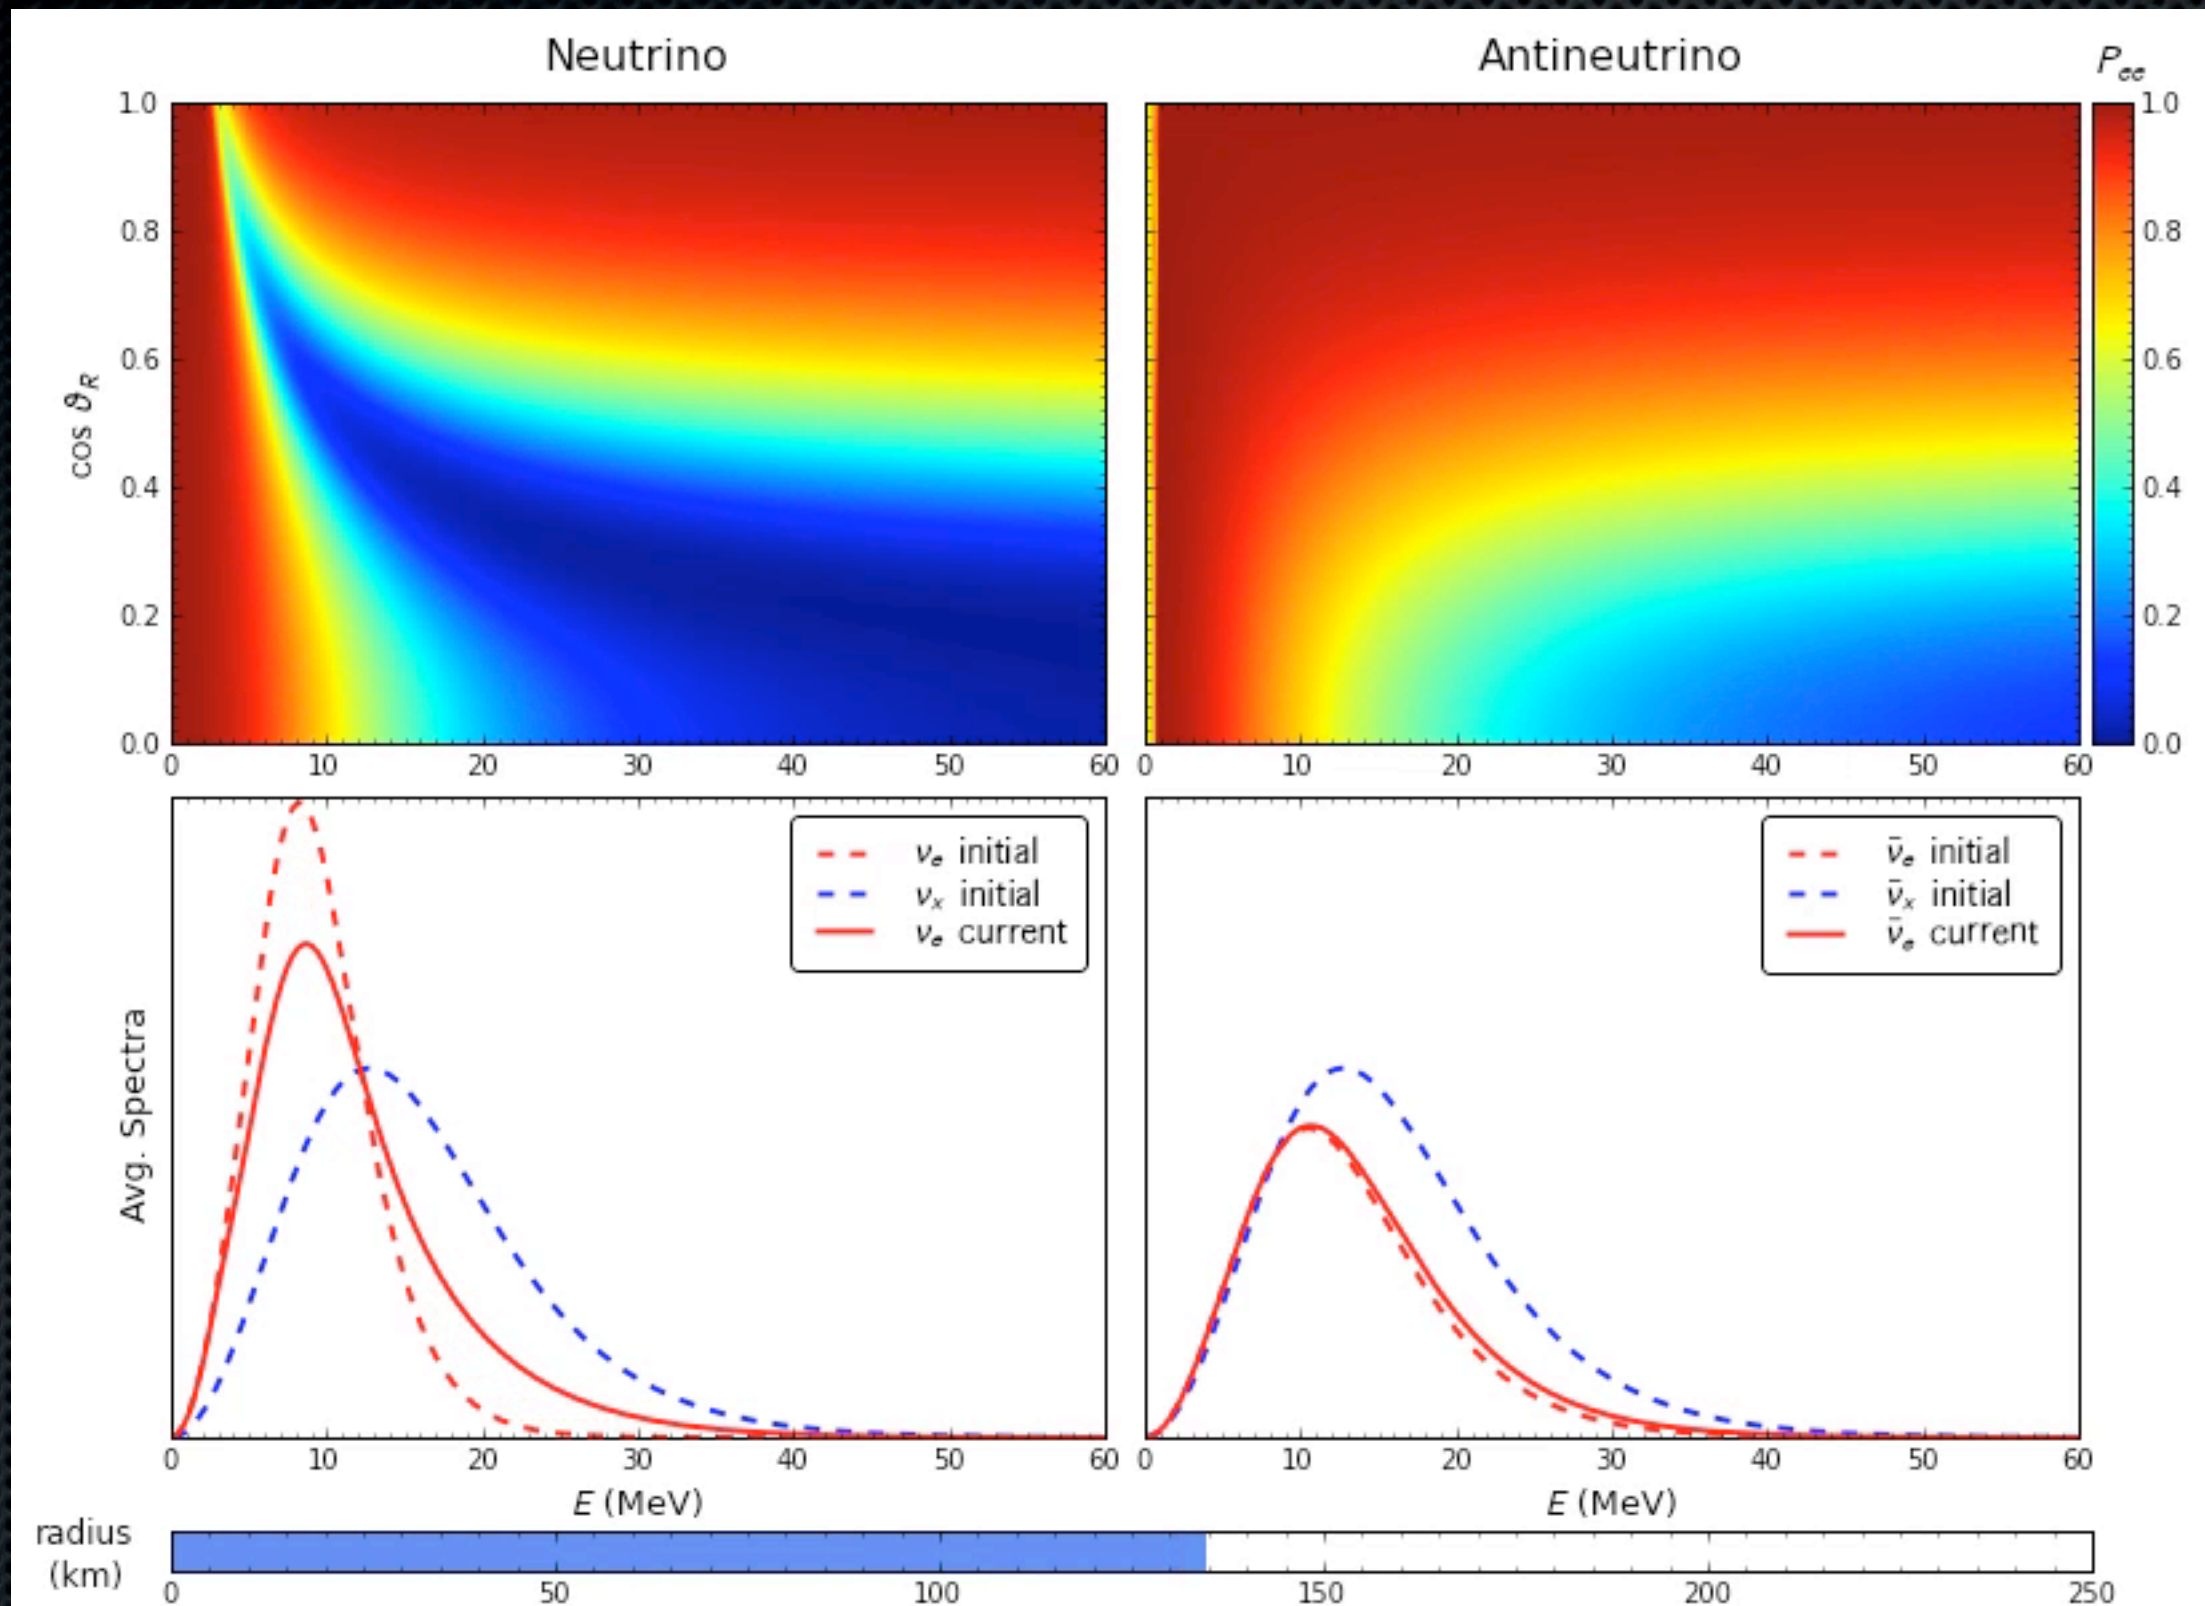 Neutrino
Antineutrino
P_ee
cos ϑ_R
1.0
0.8
0.6
0.4
0.2
0.0
0 10 20 30 40 50 60
0 10 20 30 40 50 60
1.0
0.8
0.6
0.4
0.2
0.0
Avg. Spectra
ν_e initial
ν_x initial
ν_e current
ν̄_e initial
ν̄_x initial
ν̄_e current
0 10 20 30 40 50 60
0 10 20 30 40 50 60
E (MeV)
E (MeV)
radius
(km)
0 50 100 150 200 250